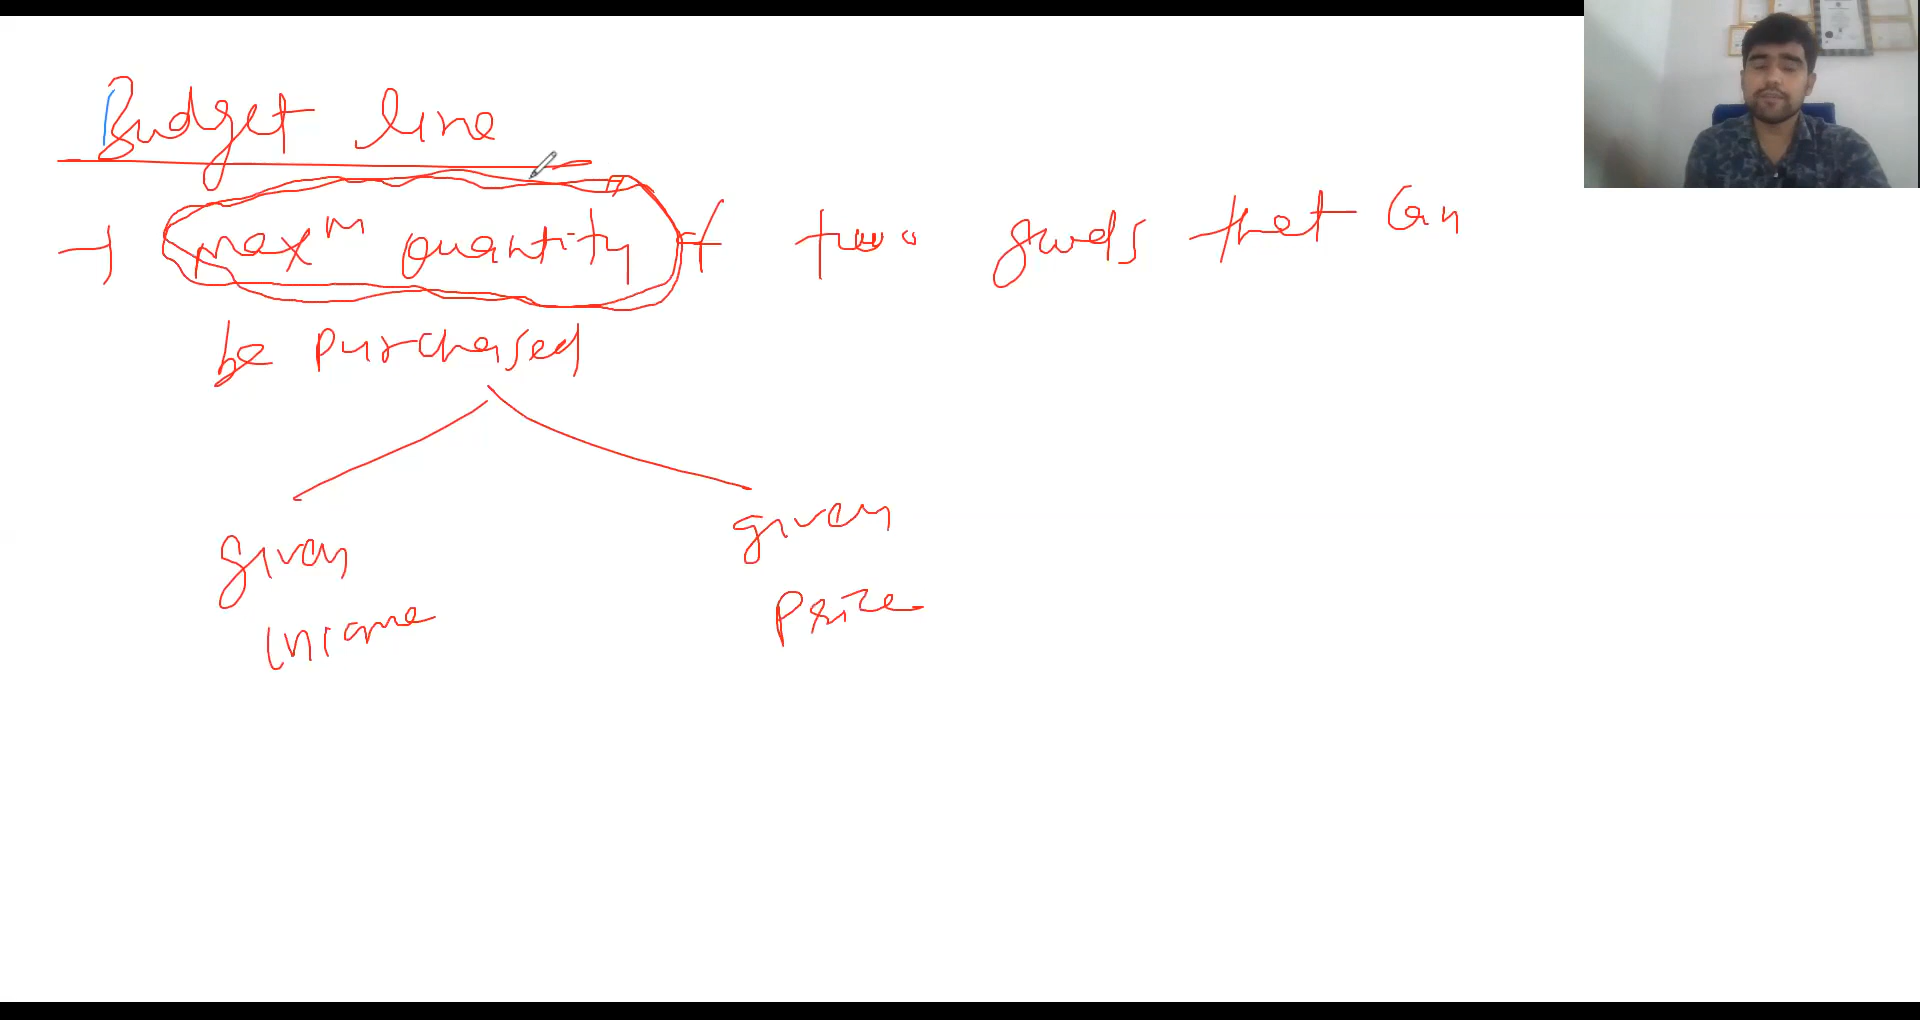 Budget line
→ maxᵐ quantity of two goods that can
be purchased
given given
income Price